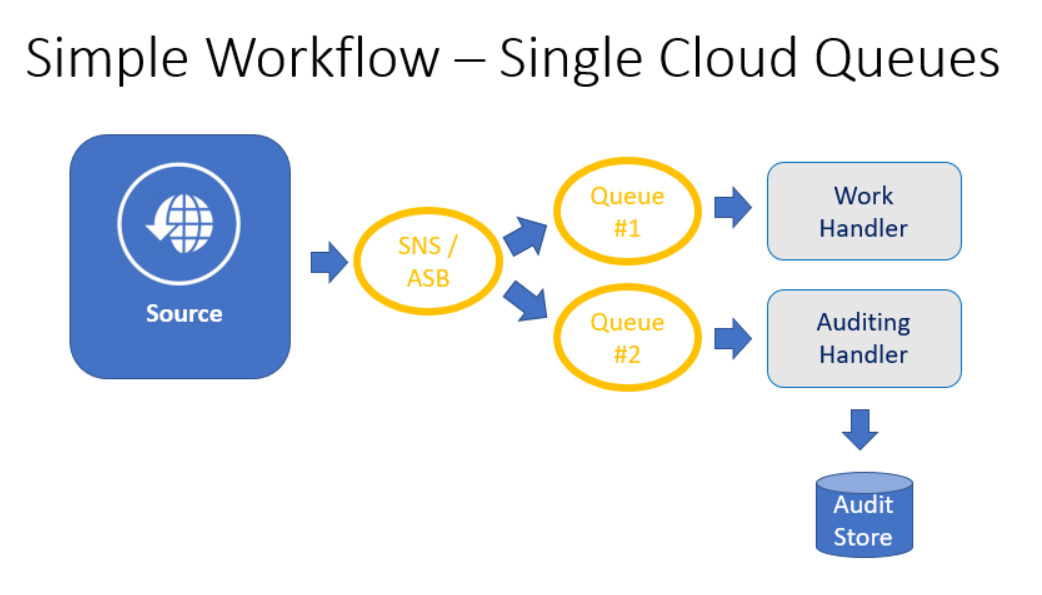 Simple Workflow – Single Cloud Queues
Source
SNS /
ASB
Queue
#1
Work
Handler
Queue
#2
Auditing
Handler
Audit
Store